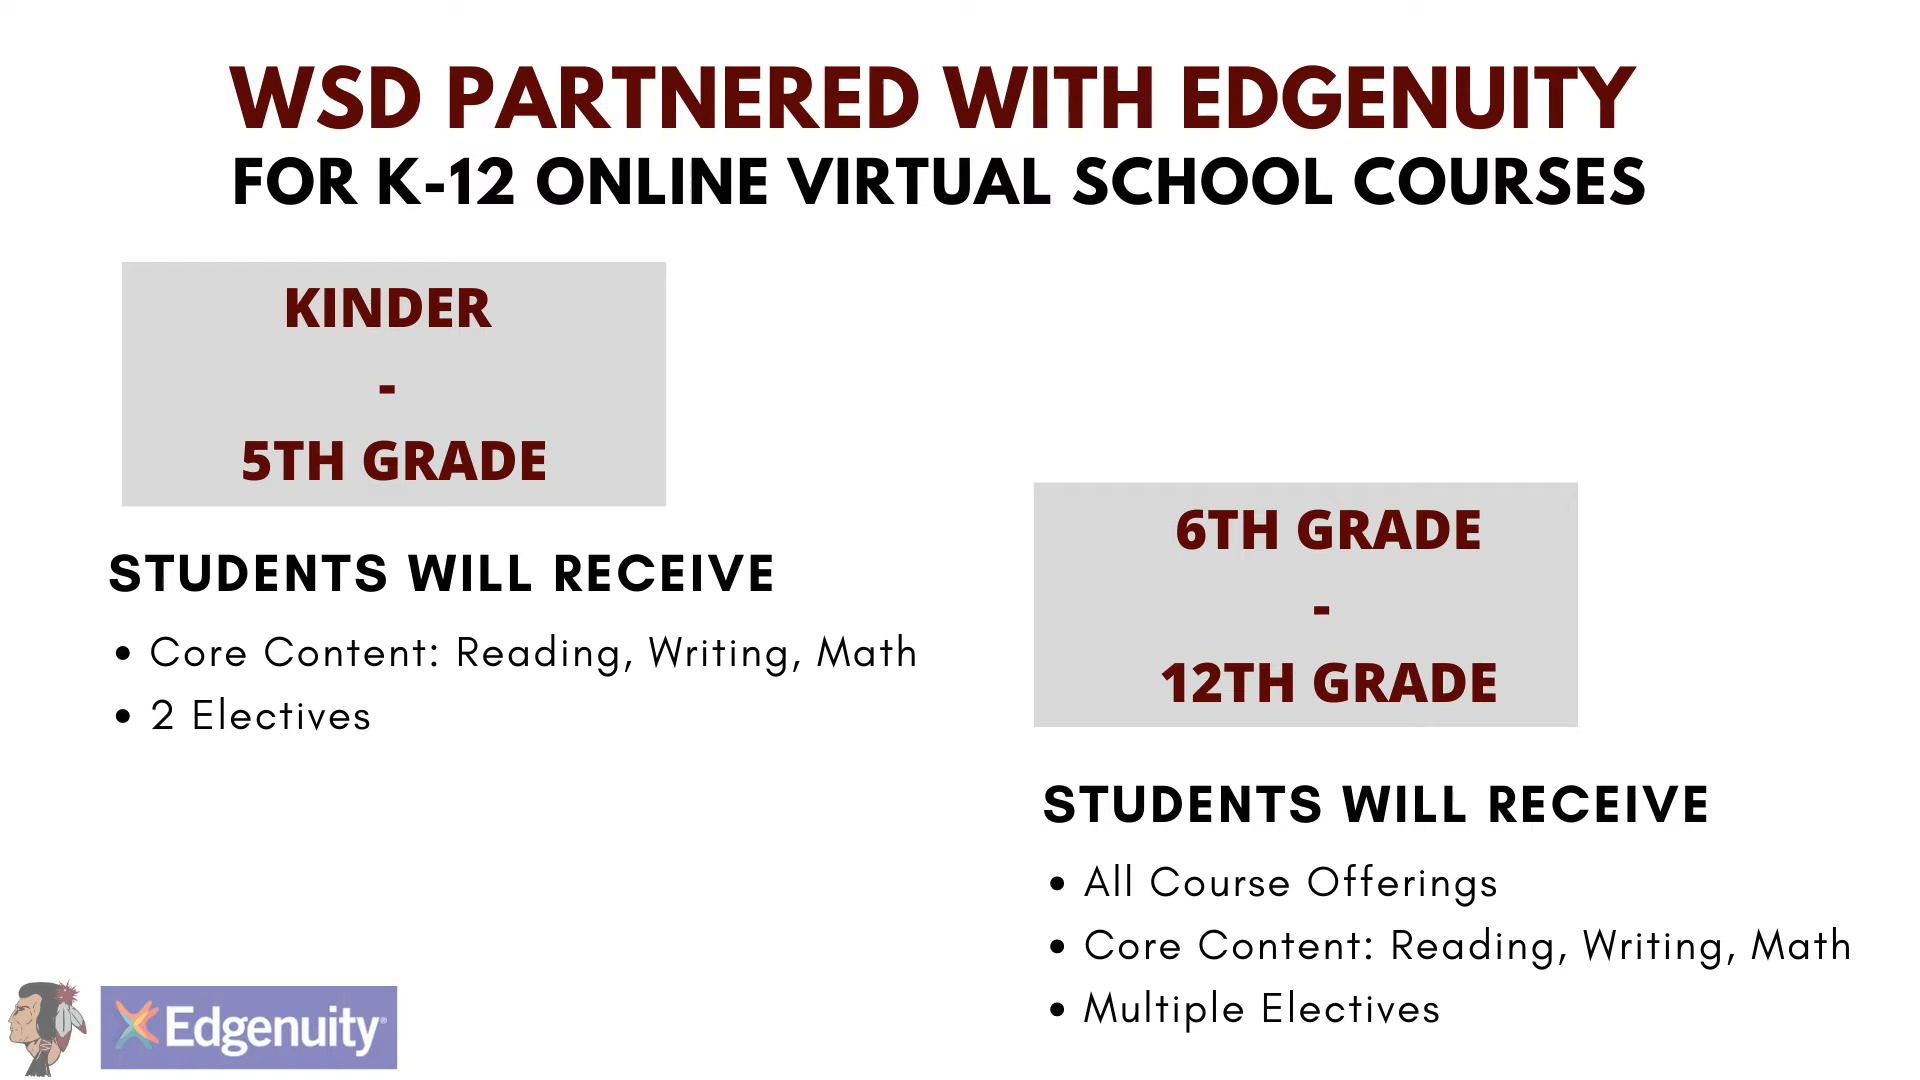 WSD PARTNERED WITH EDGENUITY
FOR K-12 ONLINE VIRTUAL SCHOOL COURSES
KINDER
-
5TH GRADE
STUDENTS WILL RECEIVE
• Core Content: Reading, Writing, Math
• 2 Electives
6TH GRADE
-
12TH GRADE
STUDENTS WILL RECEIVE
• All Course Offerings
• Core Content: Reading, Writing, Math
• Multiple Electives
Edgenuity®